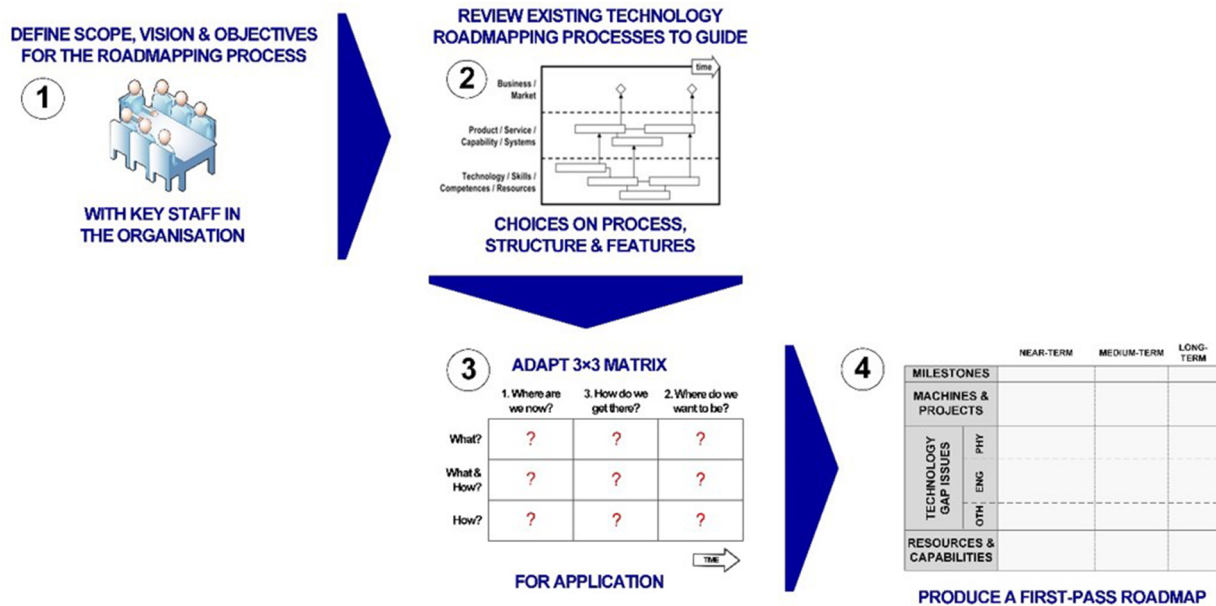 DEFINE SCOPE, VISION & OBJECTIVES
FOR THE ROADMAPPING PROCESS
1
WITH KEY STAFF IN
THE ORGANISATION
REVIEW EXISTING TECHNOLOGY
ROADMAPPING PROCESSES TO GUIDE
2
time
Business /
Market
Product / Service /
Capability / Systems
Technology / Skills /
Competences / Resources
CHOICES ON PROCESS,
STRUCTURE & FEATURES
3
ADAPT 3×3 MATRIX
1. Where are
we now?
3. How do we
get there?
2. Where do we
want to be?
What?
? ? ?
What &
How?
? ? ?
How?
? ? ?
TIME
FOR APPLICATION
4
NEAR-TERM
MEDIUM-TERM
LONG-
TERM
MILESTONES
MACHINES &
PROJECTS
TECHNOLOGY
GAP ISSUES
PHY
ENG
OTH
RESOURCES &
CAPABILITIES
PRODUCE A FIRST-PASS ROADMAP